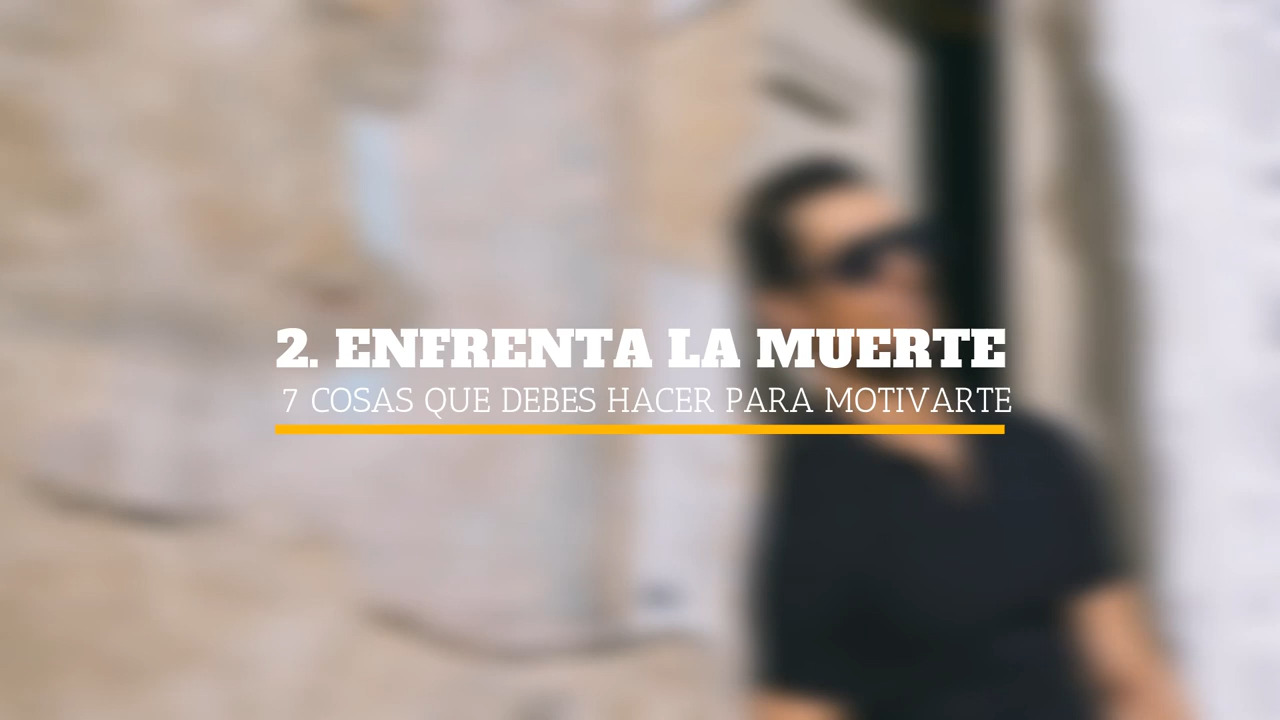 2. ENFRENTA LA MUERTE
7 COSAS QUE DEBES HACER PARA MOTIVARTE